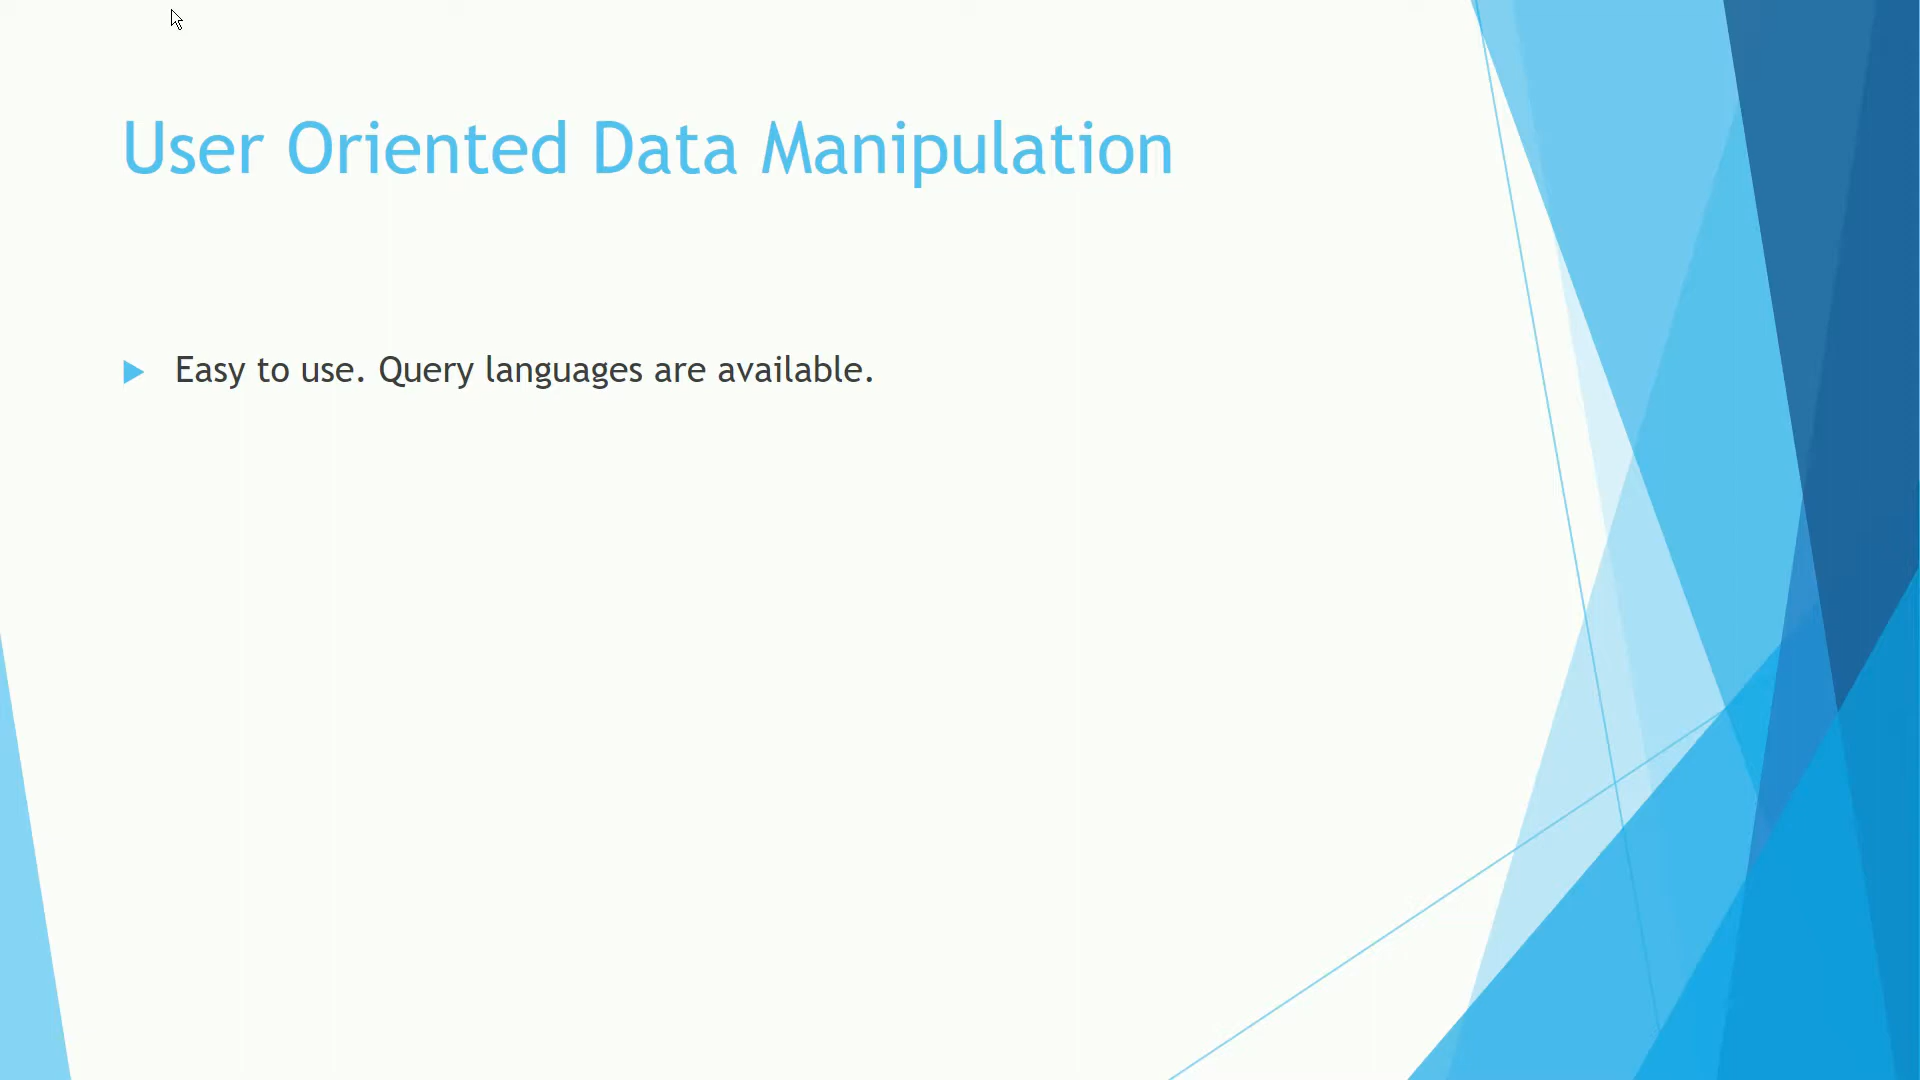 User Oriented Data Manipulation
Easy to use. Query languages are available.